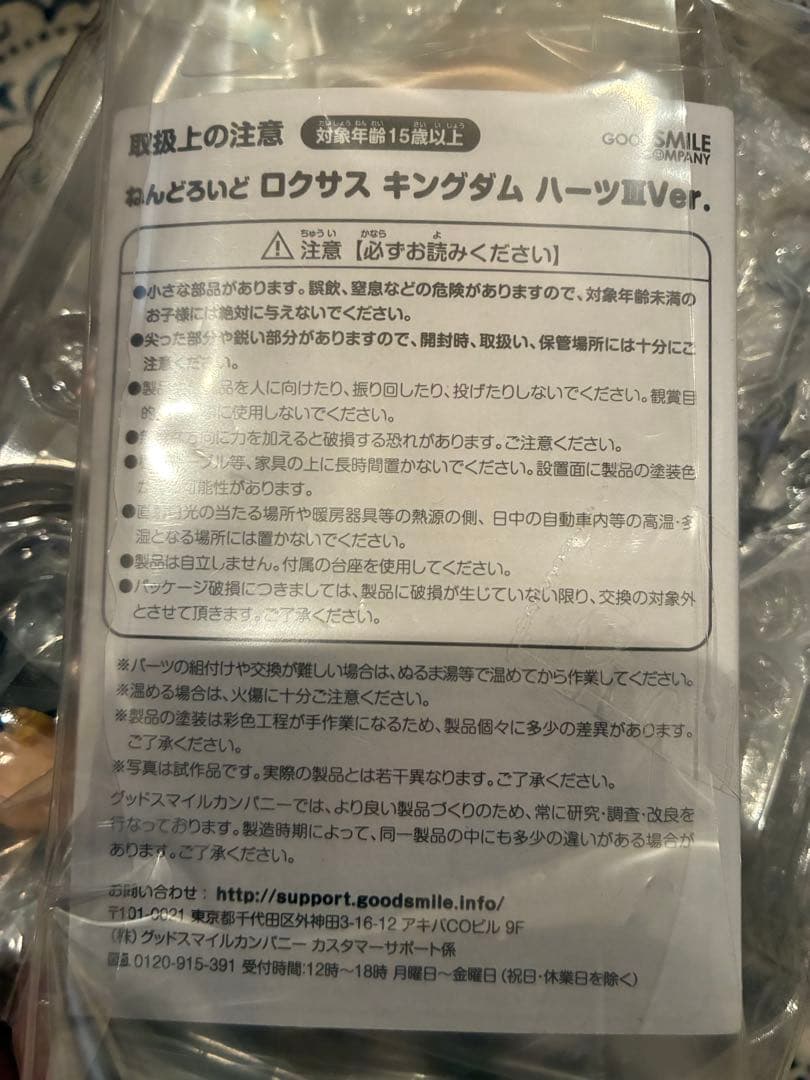 取扱上の注意 対象年齢15歳以上 GOODSMILE COMPANY
ねんどろいど ロクサス キングダム ハーツⅢVer.
⚠注意【必ずお読みください】
●小さな部品があります。誤飲、窒息などの危険がありますので、対象年齢未満の
お子様には絶対に与えないでください。
●尖った部分や鋭い部分がありますので、開封時、取扱い、保管場所には十分にご
注意ください。
●製品 品を人に向けたり、振り回したり、投げたりしないでください。観賞目
的 に使用しないでください。
方向に力を加えると破損する恐れがあります。ご注意ください。
ブル等、家具の上に長時間置かないでください。設置面に製品の塗装色
が 可能性があります。
●直射日光の当たる場所や暖房器具等の熱源の側、日中の自動車内等の高温・多
湿となる場所には置かないでください。
●製品は自立しません。付属の台座を使用してください。
●パッケージ破損につきましては、製品に破損が生じていない限り、交換の対象外
とさせて頂きます。ご了承ください。
※パーツの組付けや交換が難しい場合は、ぬるま湯等で温めてから作業してください。
※温める場合は、火傷に十分ご注意ください。
※製品の塗装は彩色工程が手作業になるため、製品個々に多少の差異があります。
ご了承ください。
※写真は試作品です。実際の製品とは若干異なります。ご了承ください。
グッドスマイルカンパニーでは、より良い製品づくりのため、常に研究・調査・改良を
行なっております。製造時期によって、同一製品の中にも多少の違いがある場合が
あります。ご了承ください。
お問い合わせ：http://support.goodsmile.info/
〒101-0021 東京都千代田区外神田3-16-12 アキバCOビル 9F
（株）グッドスマイルカンパニー カスタマーサポート係
0120-915-391 受付時間：12時～18時 月曜日～金曜日（祝日・休業日を除く）